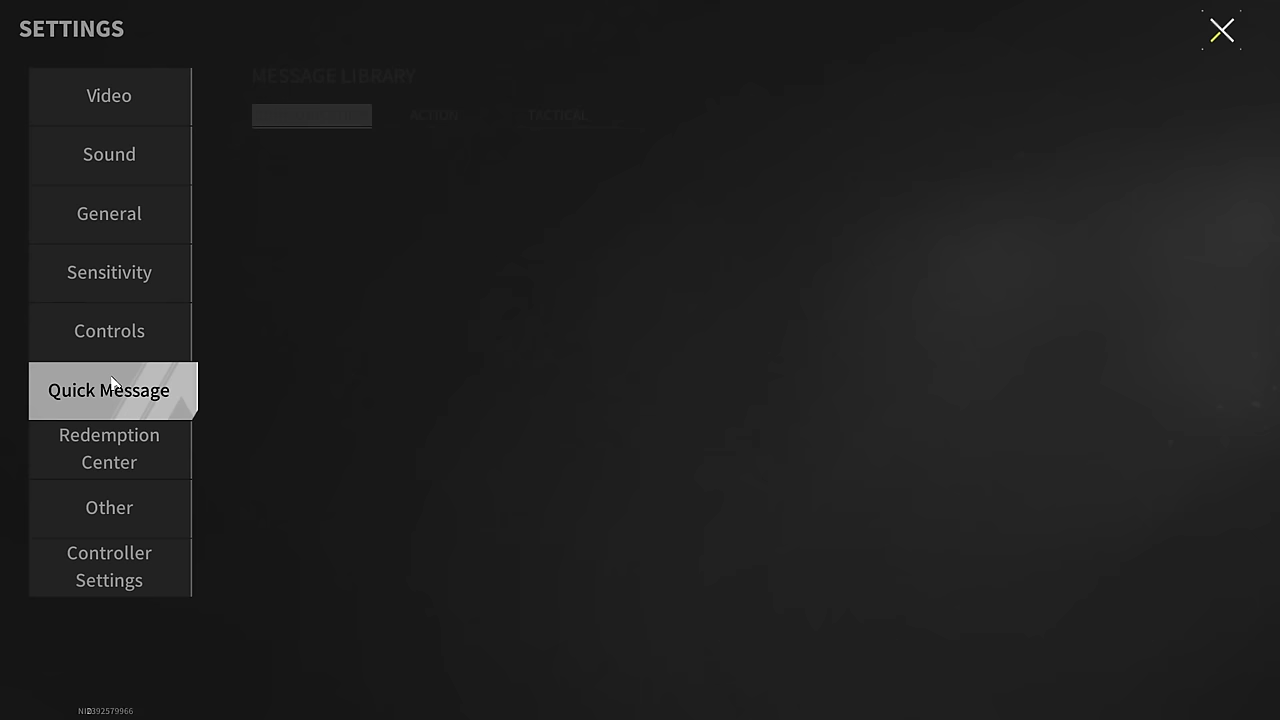 SETTINGS
Video
Sound
General
Sensitivity
Controls
Quick Message
Redemption
Center
Other
Controller
Settings
MESSAGE LIBRARY
ACTION TACTICAL